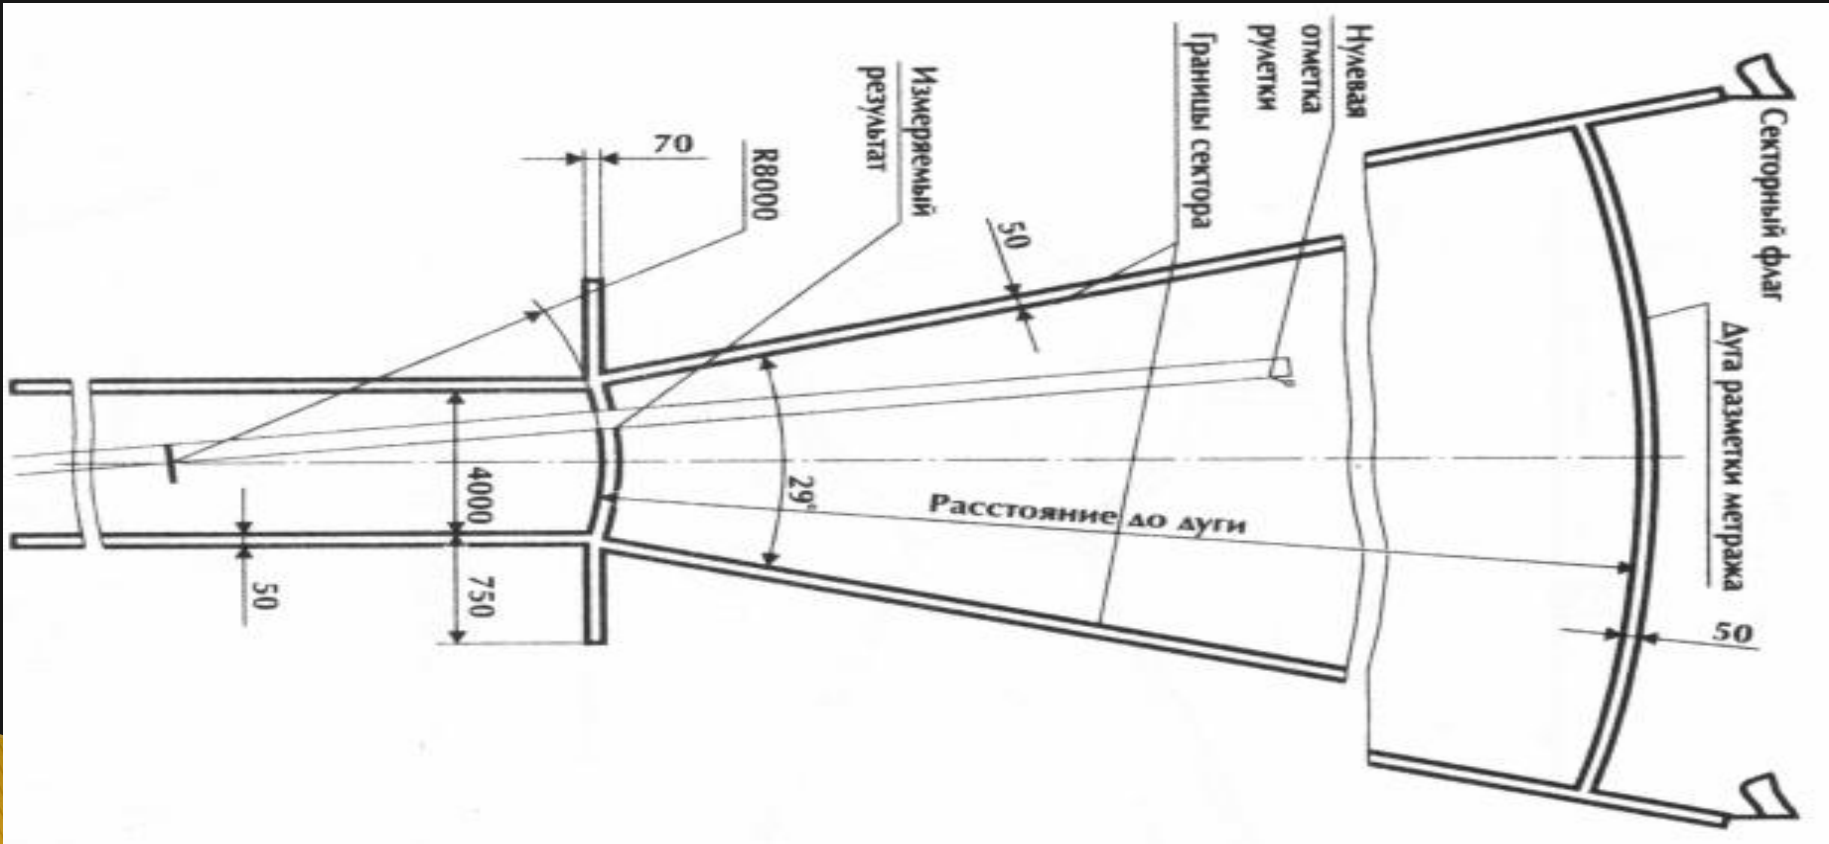 70
R8000
Измеряемый
результат
50
Границы сектора
Нулевая
отметка
рулетки
Секторный флаг
Дуга разметки метража
4000
29°
Расстояние до дуги
50
750
50